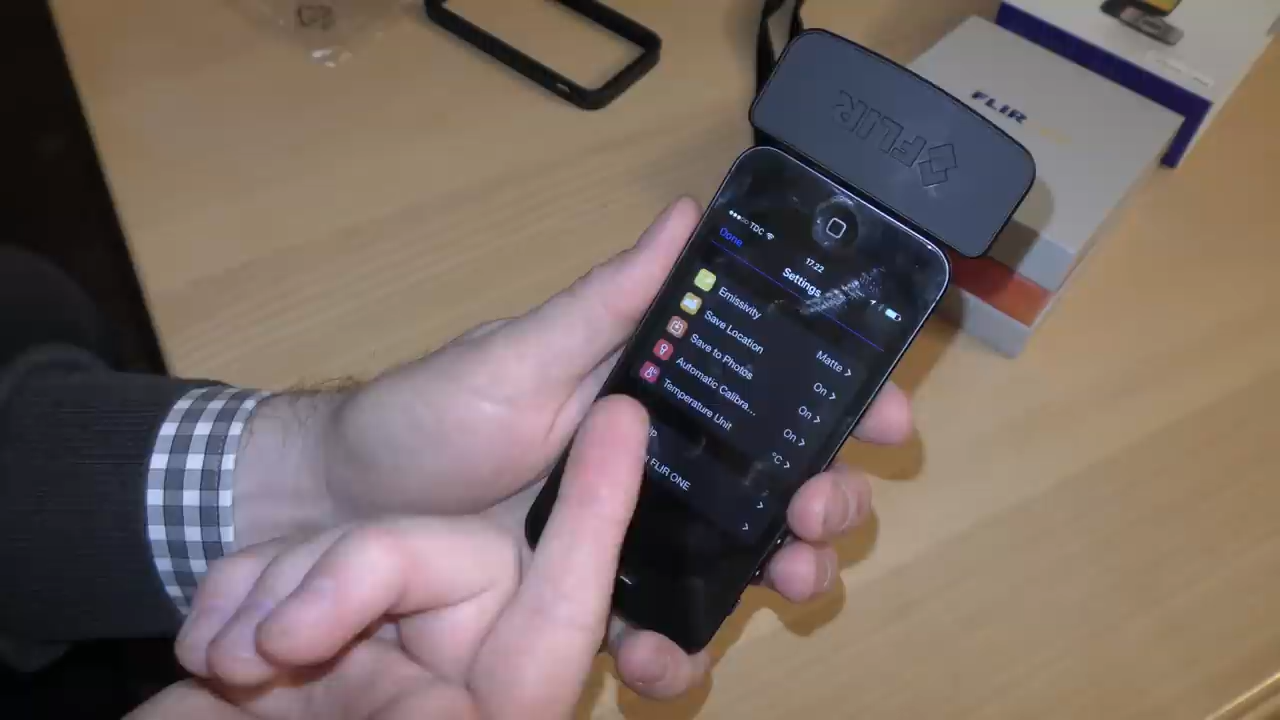 FLIR
FLIR
TDC
17.22
Done
Settings
Emissivity
Matte >
Save Location
On >
Save to Photos
On >
Automatic Calibra...
On >
Temperature Unit
°C >
>
FLIR ONE
>